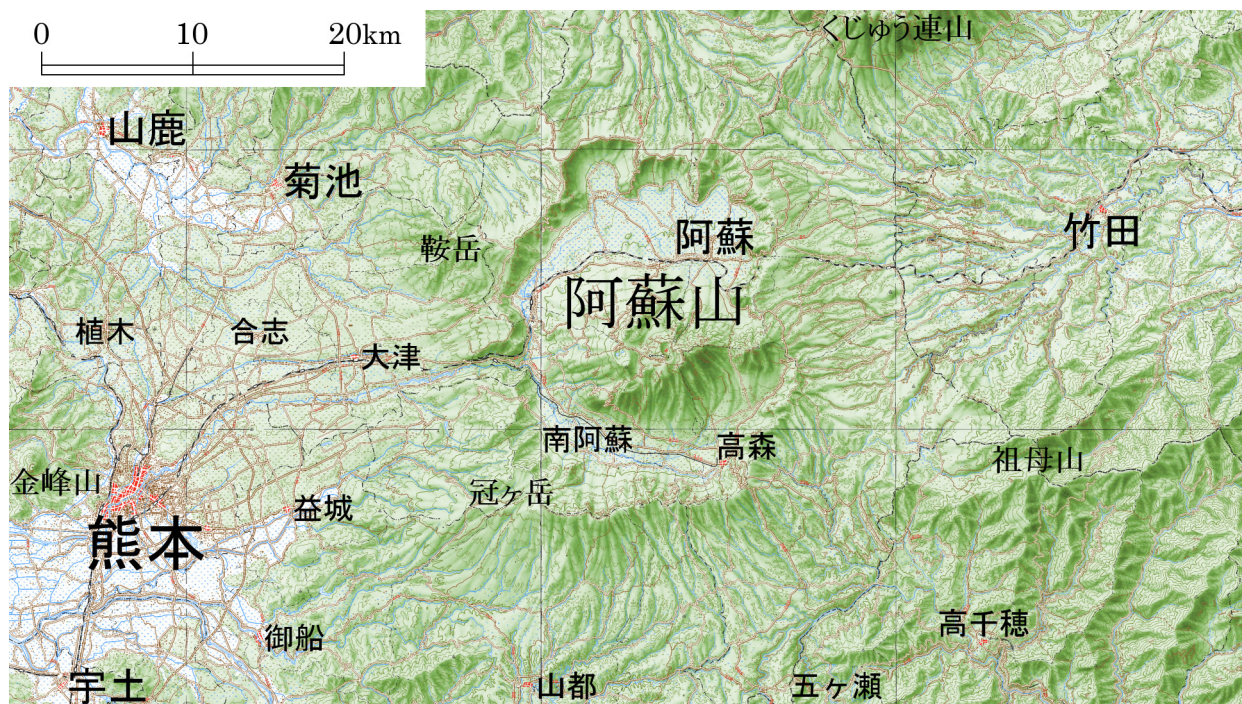 0 10 20km
くじゅう連山
山鹿
菊池
鞍岳
阿蘇
竹田
阿蘇山
植木
合志
大津
南阿蘇
高森
祖母山
金峰山
冠ヶ岳
益城
熊本
御船
高千穂
宇土
山都
五ヶ瀬